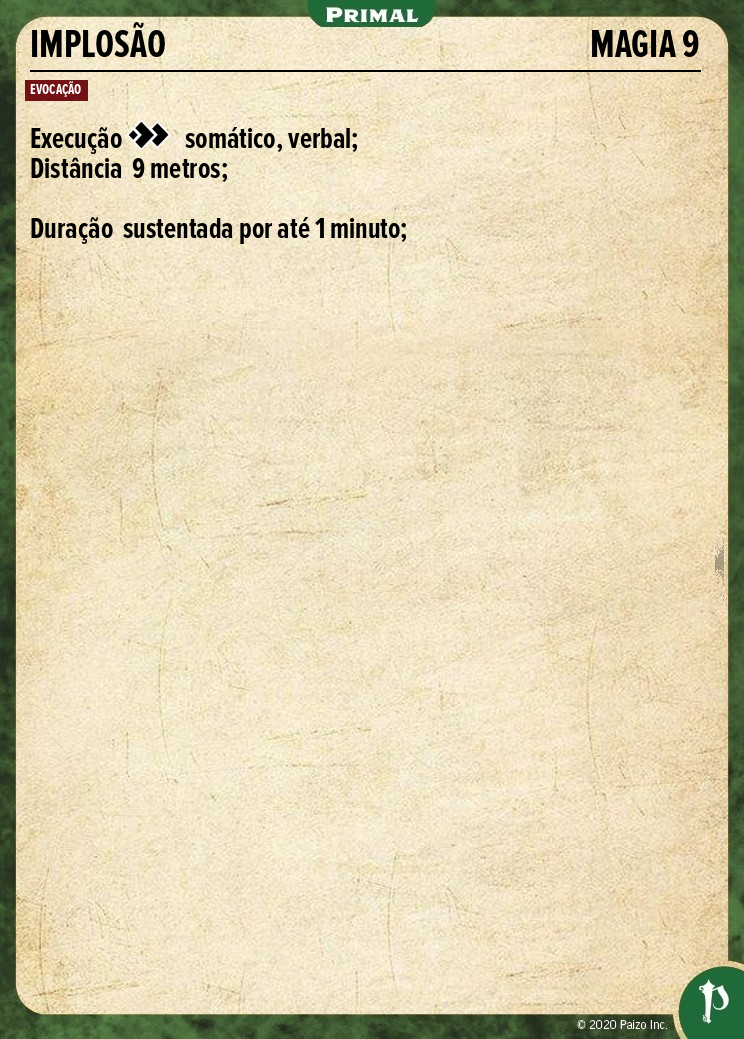 PRIMAL
IMPLOSÃO MAGIA 9
EVOCAÇÃO
Execução somático, verbal;
Distância 9 metros;
Duração sustentada por até 1 minuto;
© 2020 Paizo Inc.